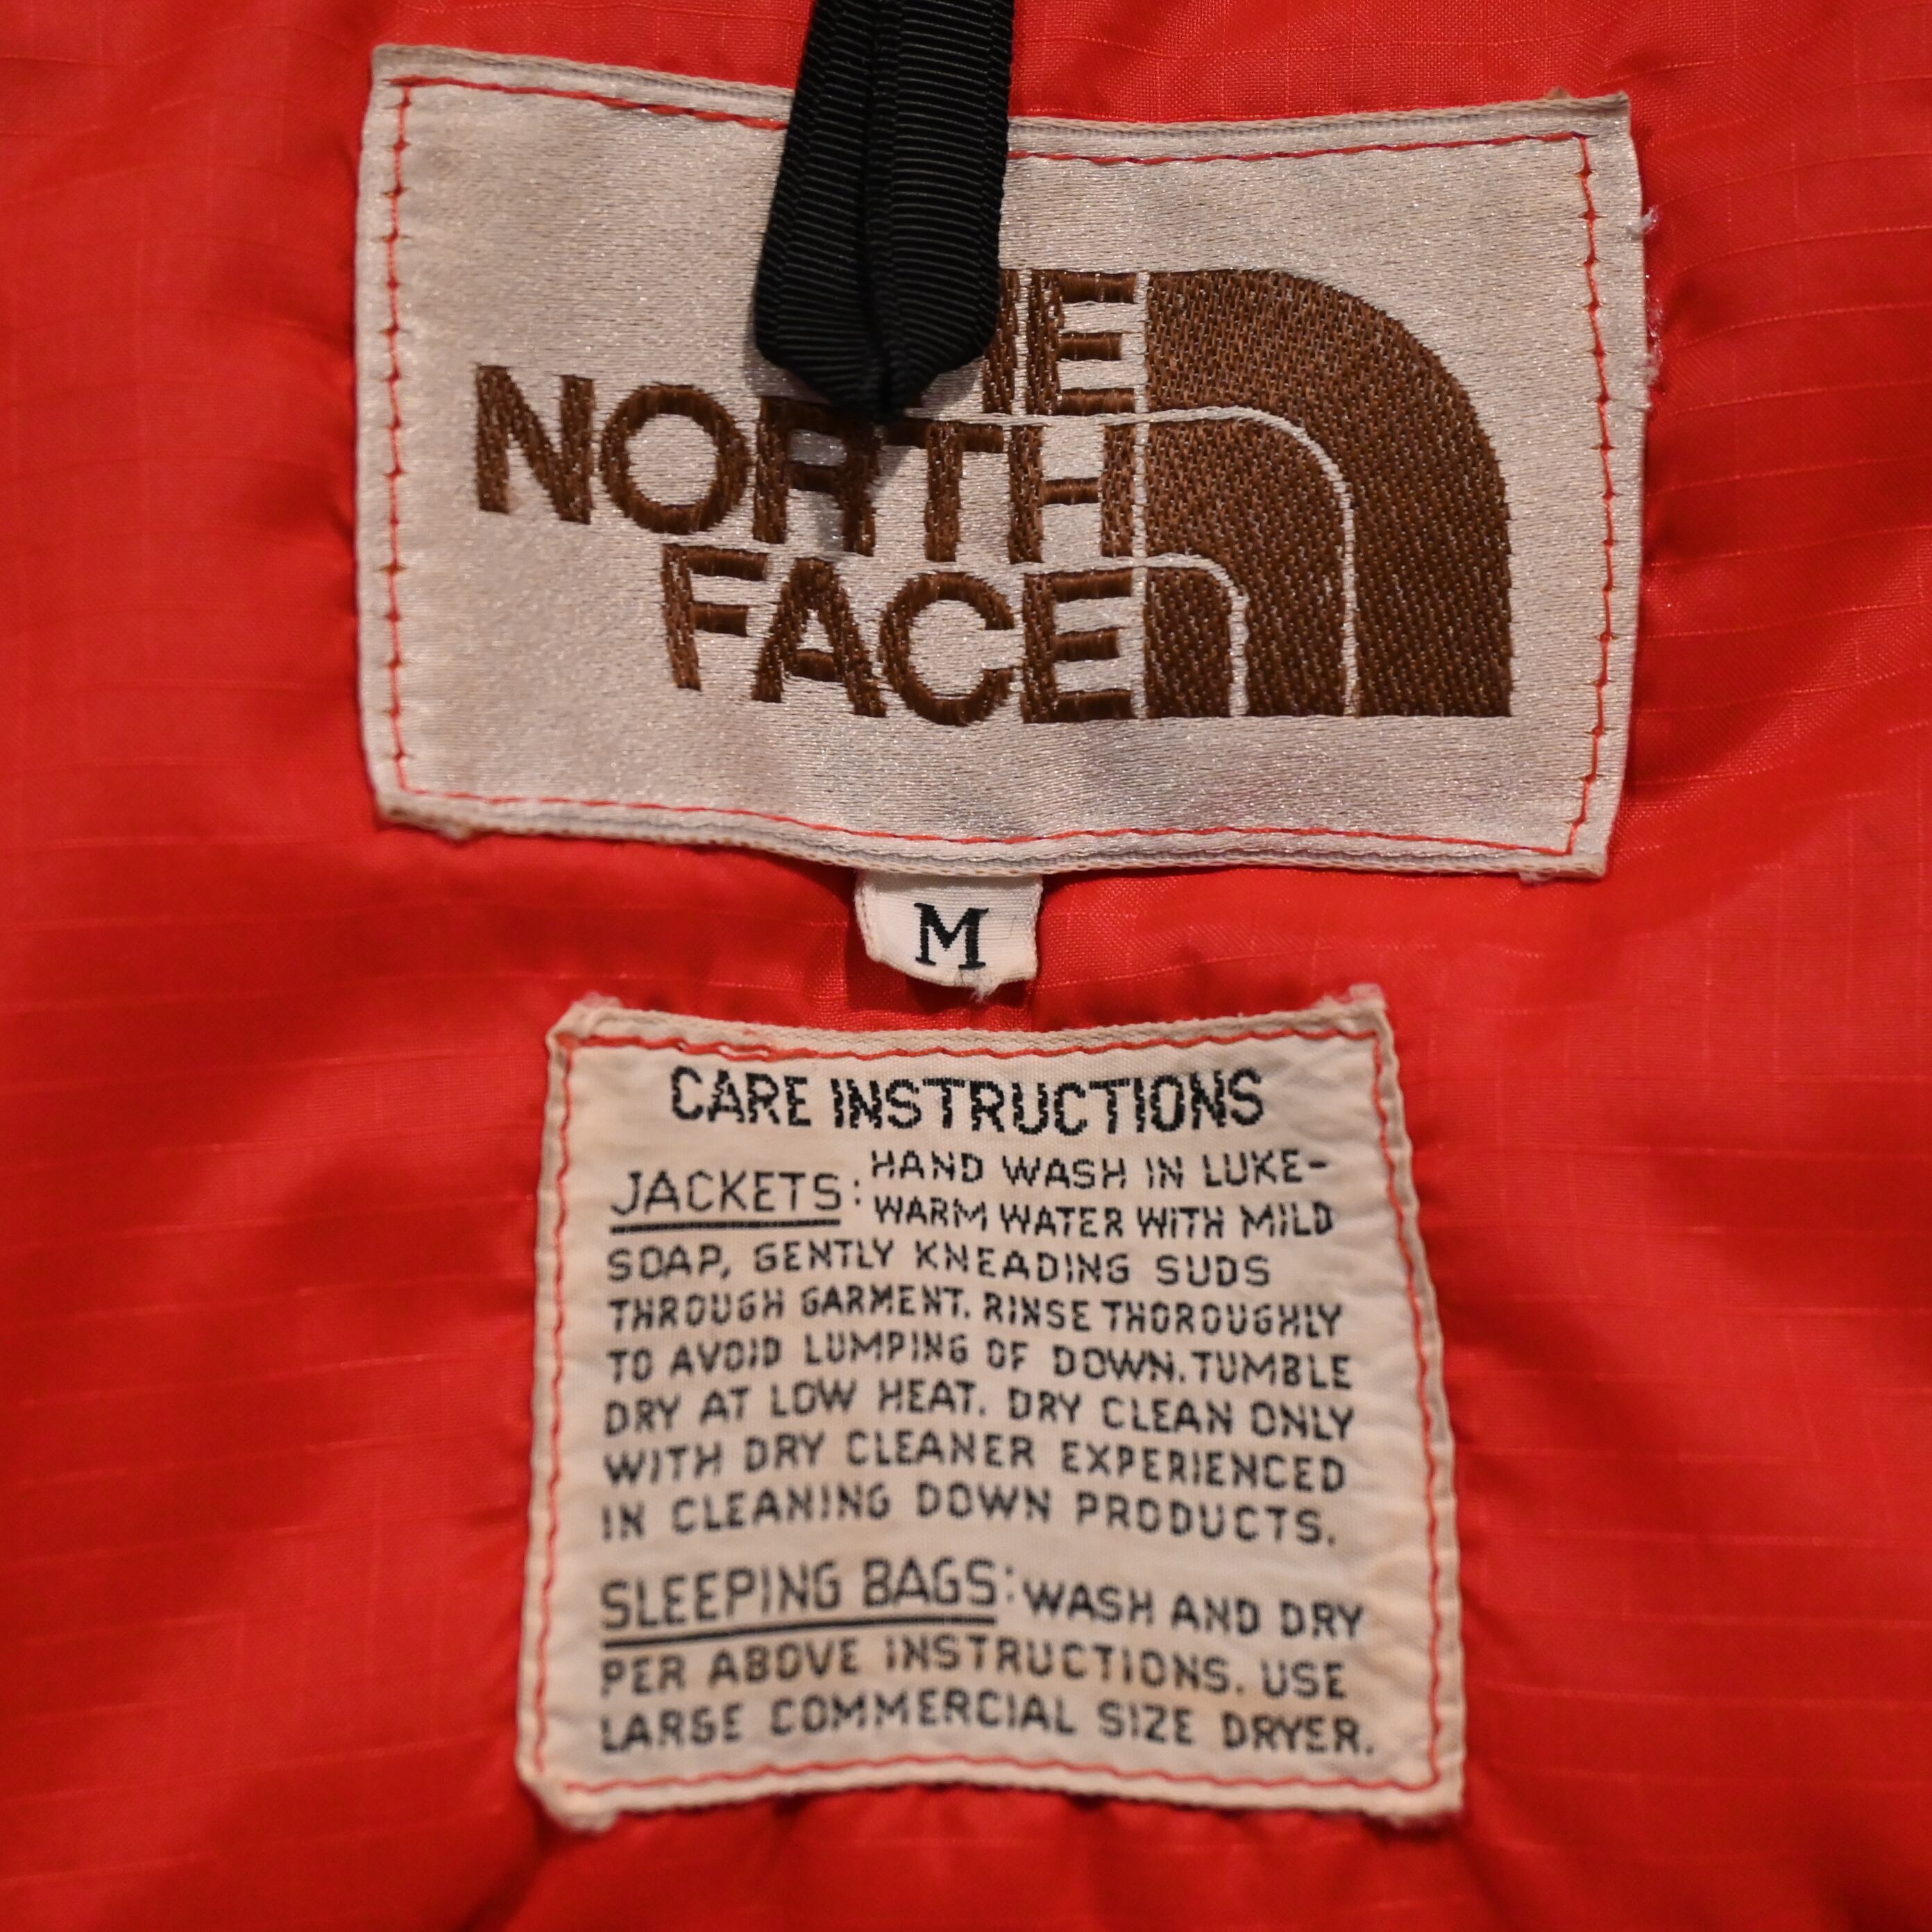 THE
NORTH
FACE
M
CARE INSTRUCTIONS
JACKETS: HAND WASH IN LUKE-
WARM WATER WITH MILD
SOAP, GENTLY KNEADING SUDS
THROUGH GARMENT. RINSE THOROUGHLY
TO AVOID LUMPING OF DOWN. TUMBLE
DRY AT LOW HEAT. DRY CLEAN ONLY
WITH DRY CLEANER EXPERIENCED
IN CLEANING DOWN PRODUCTS.
SLEEPING BAGS: WASH AND DRY
PER ABOVE INSTRUCTIONS. USE
LARGE COMMERCIAL SIZE DRYER.